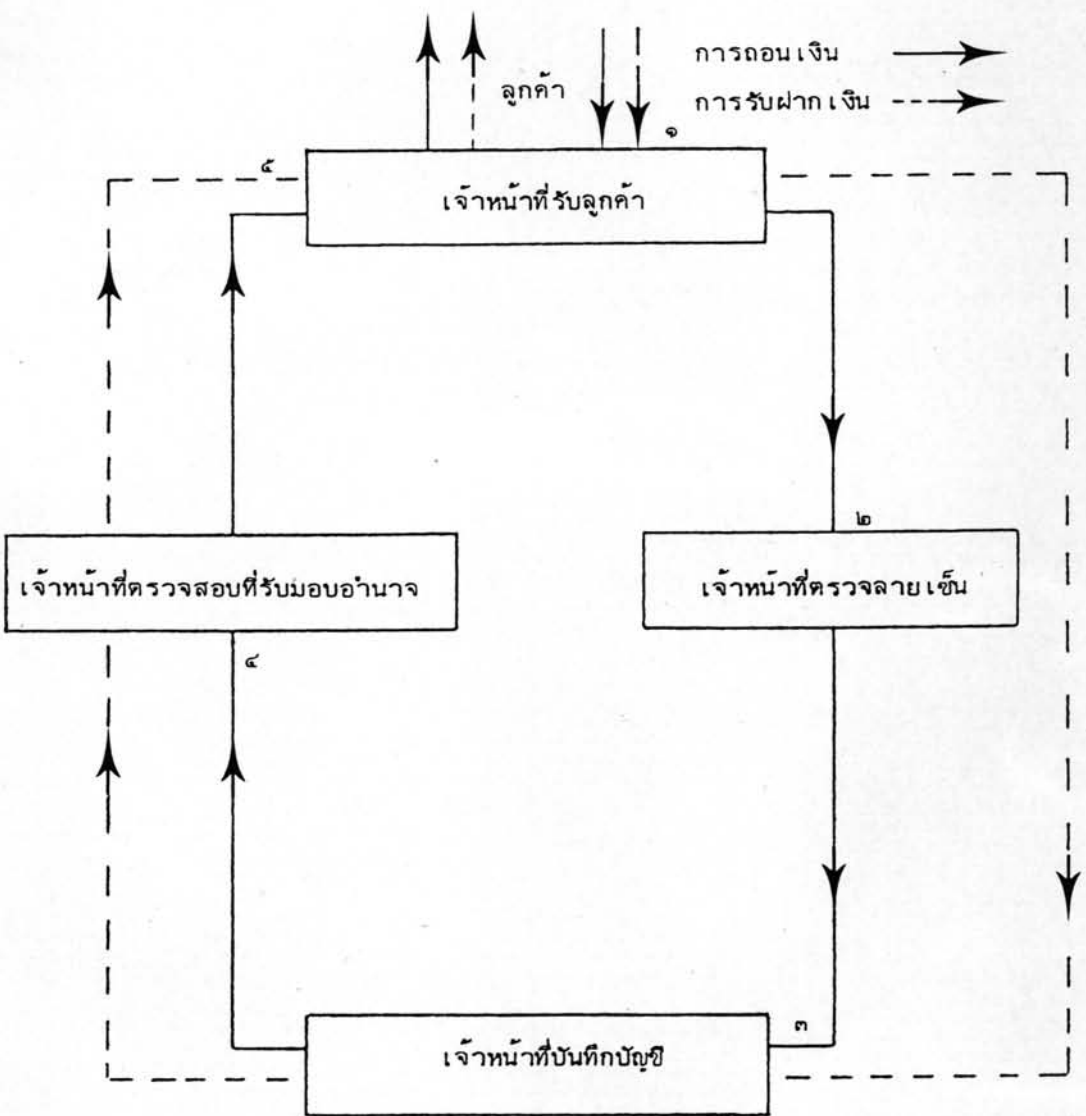 การถอนเงิน
ลูกค้า
การรับฝากเงิน
๑
๕
เจ้าหน้าที่รับลูกค้า
๒
เจ้าหน้าที่ตรวจสอบที่รับมอบอำนาจ
เจ้าหน้าที่ตรวจลายเซ็น
๔
๓
เจ้าหน้าที่บันทึกบัญชี